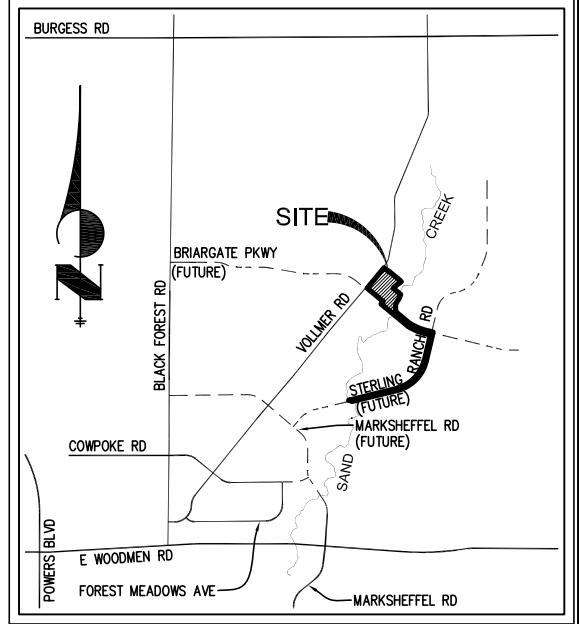 BURGESS RD
SITE
CREEK
BRIARGATE PKWY
(FUTURE)
BLACK FOREST RD
VOLLMER RD
RANCH RD
STERLING
(FUTURE)
MARKSHEFFEL RD
(FUTURE)
COWPOKE RD
SAND
POWERS BLVD
E WOODMEN RD
FOREST MEADOWS AVE
MARKSHEFFEL RD
N